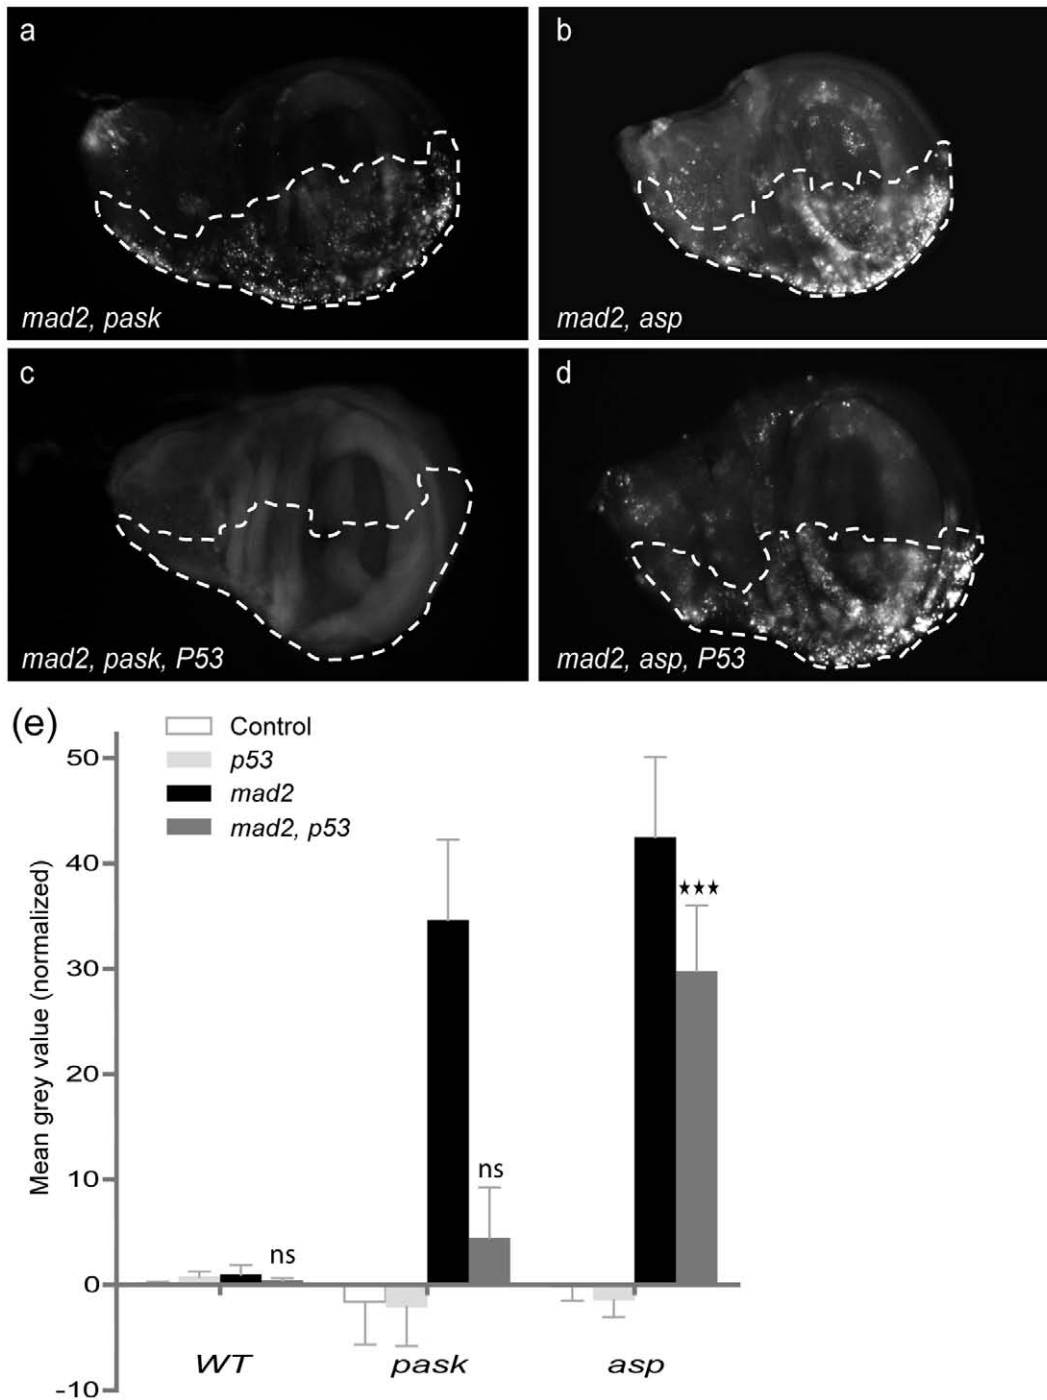 a
b
mad2, pask
mad2, asp
c
d
mad2, pask, P53
mad2, asp, P53
(e)
Control
p53
mad2
mad2, p53
50
40
30
20
10
0
-10
Mean grey value (normalized)
ns
ns
★★★
WT
pask
asp